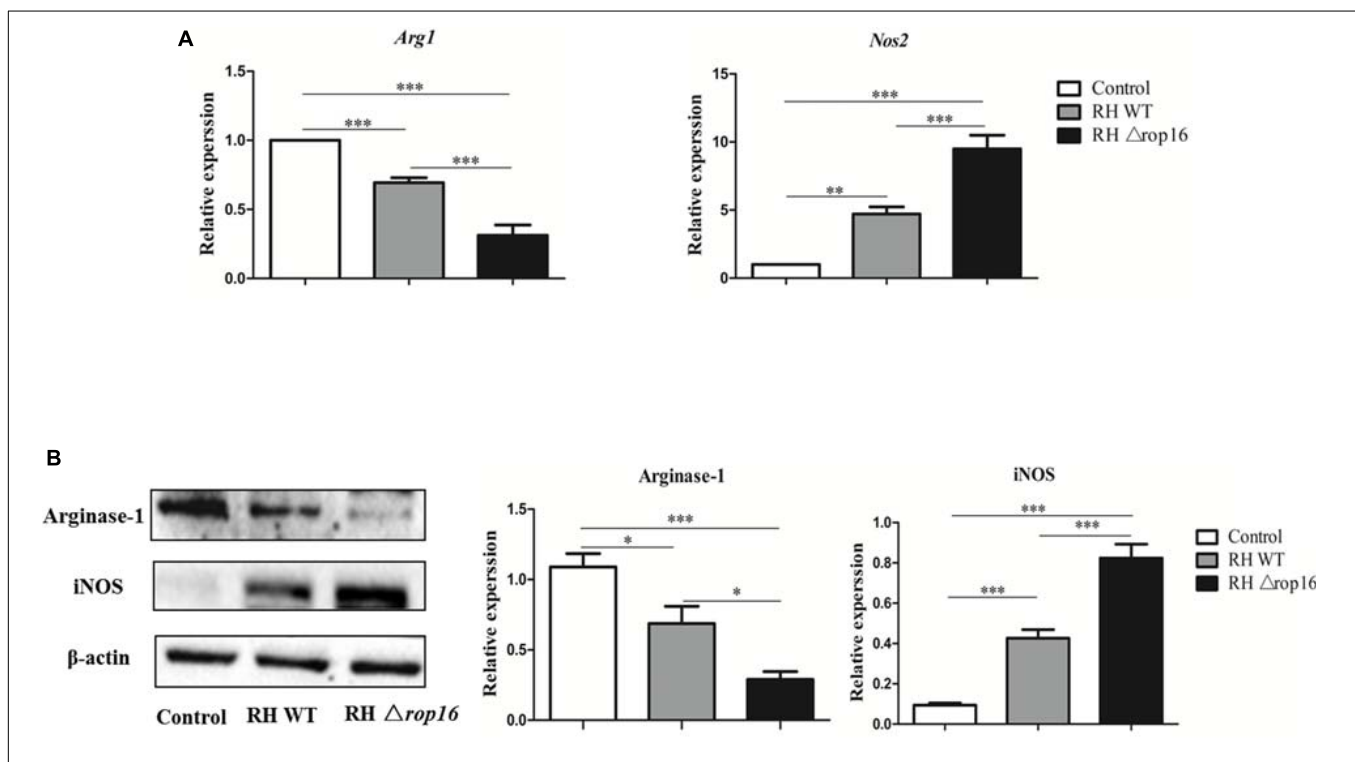 A
Arg1
Relative experssion
1.5
1.0
0.5
0.0
***
***
***
Nos2
Relative experssion
15
10
5
0
***
***
**
Control
RH WT
RH △rop16
B
Arginase-1
iNOS
β-actin
Control RH WT RH △rop16
Arginase-1
Relative experssion
1.5
1.0
0.5
0.0
***
*
*
iNOS
Relative experssion
1.0
0.8
0.6
0.4
0.2
0.0
***
***
***
Control
RH WT
RH △rop16